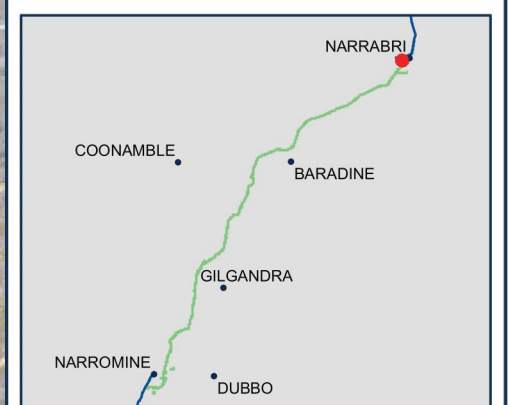 NARRABRI
COONAMBLE
BARADINE
GILGANDRA
NARROMINE
DUBBO